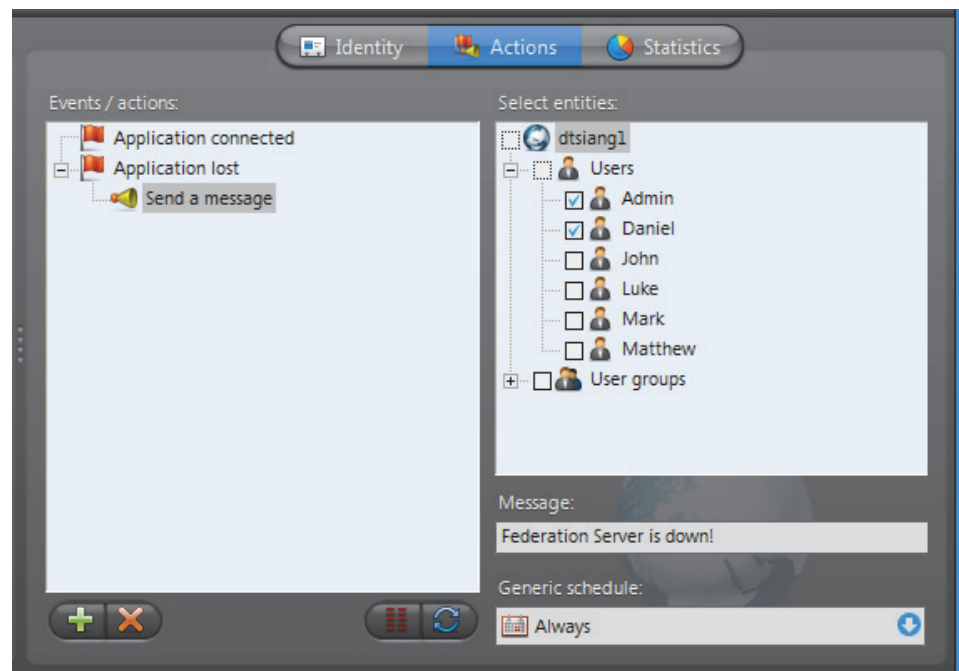 Identity
Actions
Statistics
Events / actions:
Application connected
Application lost
Send a message
Select entities:
dtsiang1
Users
Admin
Daniel
John
Luke
Mark
Matthew
User groups
Message:
Federation Server is down!
Generic schedule:
Always